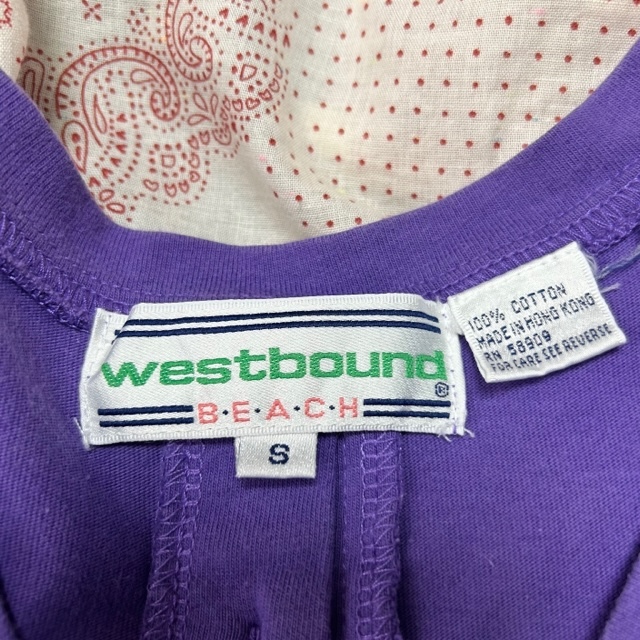 westbound
®
B·E·A·C·H
S
100% COTTON
MADE IN HONG KONG
RN 58909
FOR CARE SEE REVERSE